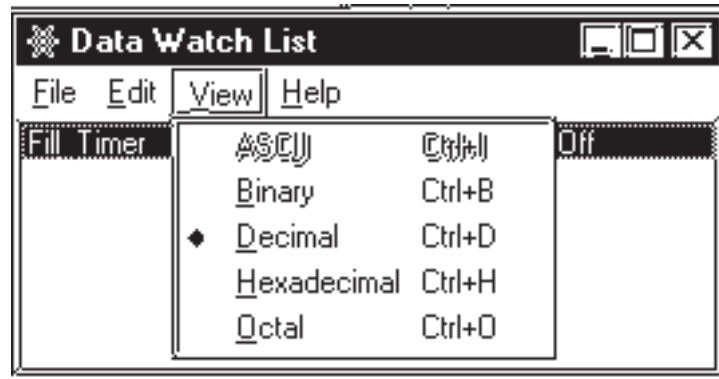 Data Watch List
File Edit View Help
Fill Timer Off
ASCII Ctrl+I
Binary Ctrl+B
Decimal Ctrl+D
Hexadecimal Ctrl+H
Octal Ctrl+O